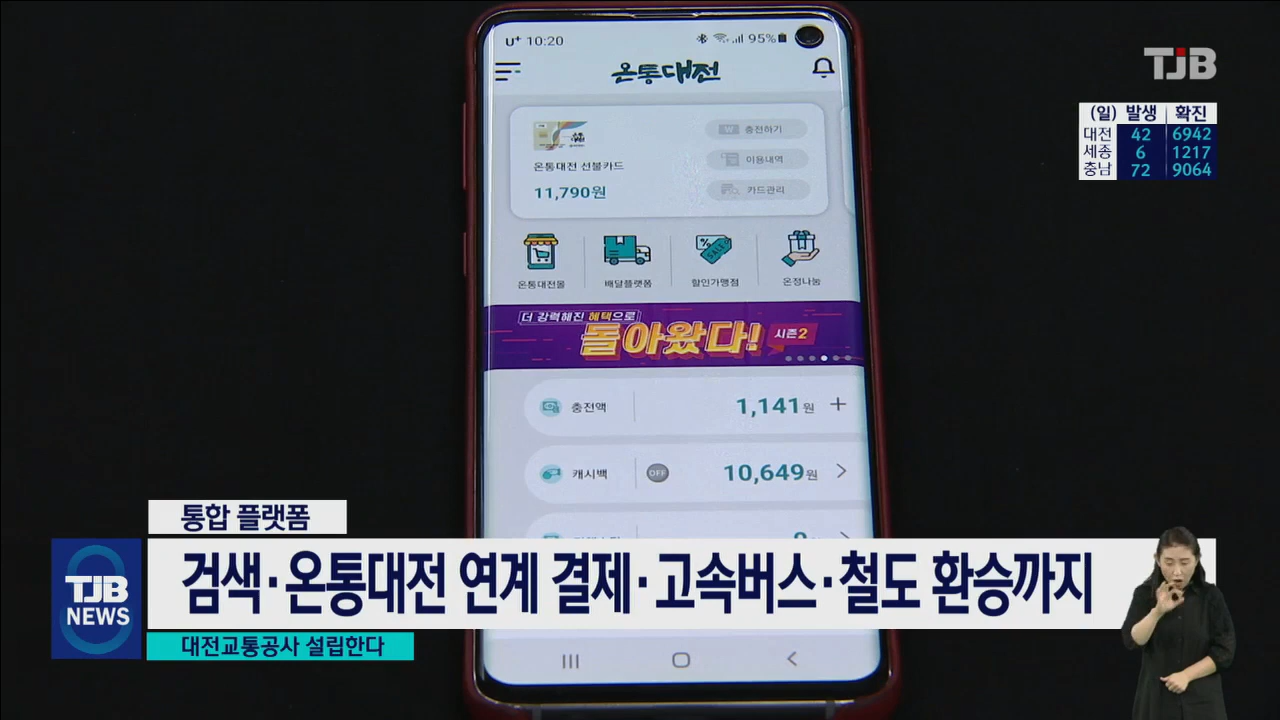 U+ 10:20
95%
온통대전
TJB
(일) 발생 확진
대전 42 6942
세종 6 1217
충남 72 9064
충전하기
온통대전 선불카드
이용내역
11,790원
카드관리
온통대전몰 배달플랫폼 할인가맹점 온정나눔
더 강력해진 혜택으로
돌아왔다! 시즌2
충전액 1,141원 +
캐시백 OFF 10,649원 >
통합 플랫폼
검색·온통대전 연계 결제·고속버스·철도 환승까지
TJB
NEWS
대전교통공사 설립한다